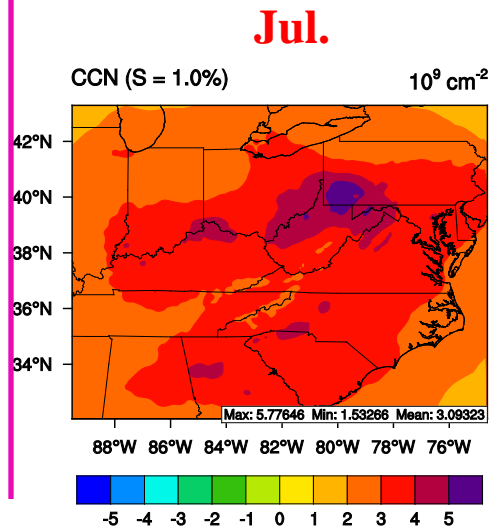 Jul.
CCN (S = 1.0%) 10⁹ cm⁻²
42°N
40°N
38°N
36°N
34°N
Max: 5.77646 Min: 1.53266 Mean: 3.09323
88°W 86°W 84°W 82°W 80°W 78°W 76°W
-5 -4 -3 -2 -1 0 1 2 3 4 5